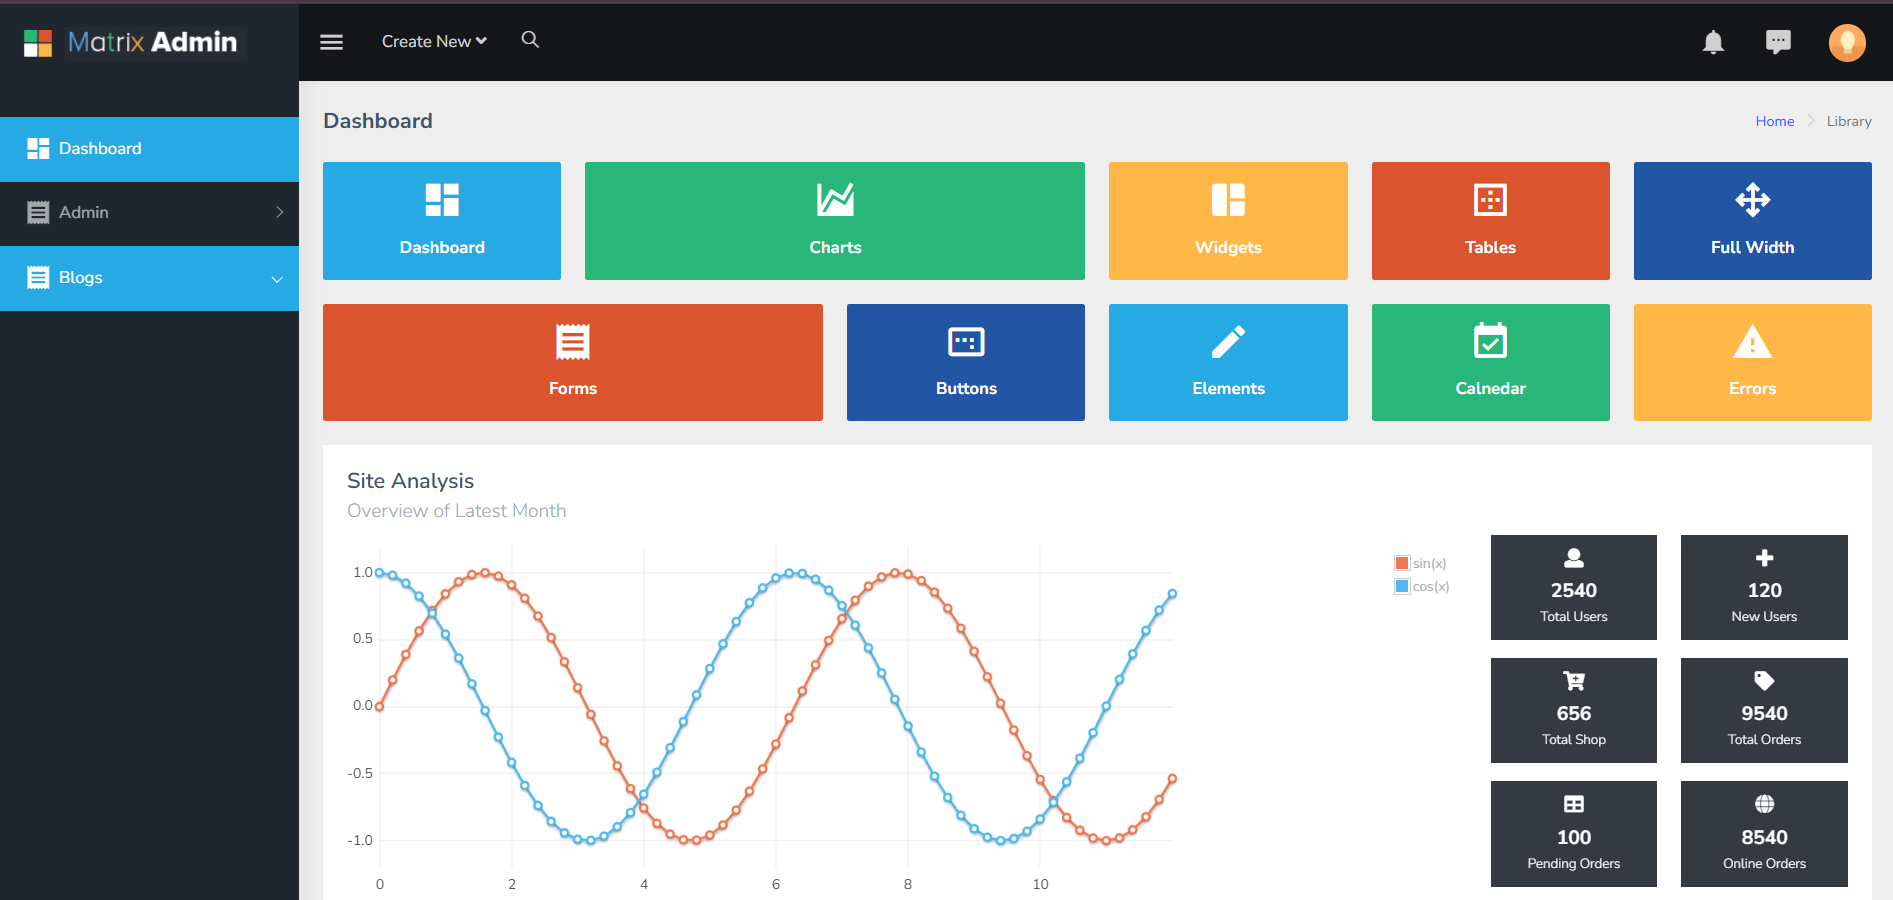 Matrix Admin
Create New
Dashboard
Admin
Blogs
Dashboard
Home
Library
Dashboard
Charts
Widgets
Tables
Full Width
Forms
Buttons
Elements
Calnedar
Errors
Site Analysis
Overview of Latest Month
1.0
0.5
0.0
-0.5
-1.0
0 2 4 6 8 10
sin(x)
cos(x)
2540
Total Users
120
New Users
656
Total Shop
9540
Total Orders
100
Pending Orders
8540
Online Orders